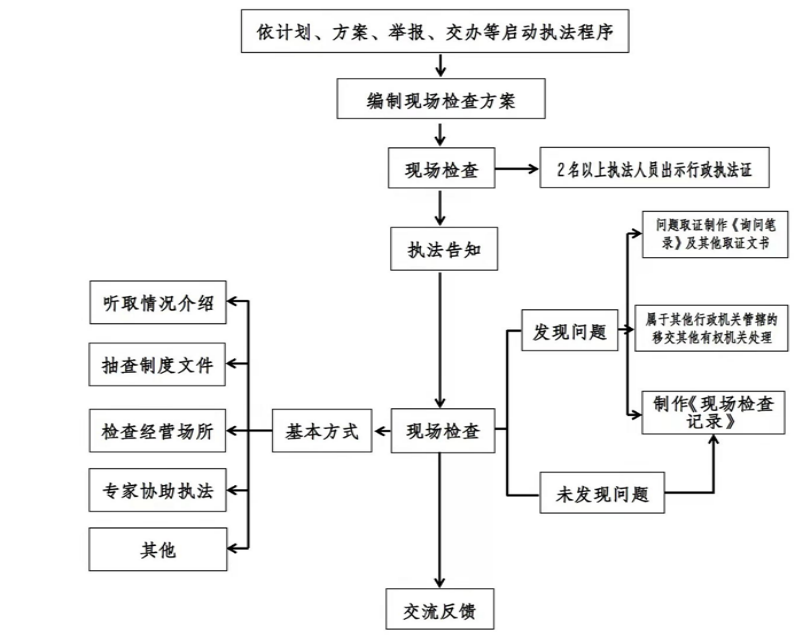 依计划、方案、举报、交办等启动执法程序
编制现场检查方案
现场检查
2名以上执法人员出示行政执法证
执法告知
问题取证制作《询问笔
录》及其他取证文书
听取情况介绍
发现问题
属于其他行政机关管辖的
移交其他有权机关处理
抽查制度文件
制作《现场检查
记录》
检查经营场所
基本方式
现场检查
专家协助执法
未发现问题
其他
交流反馈